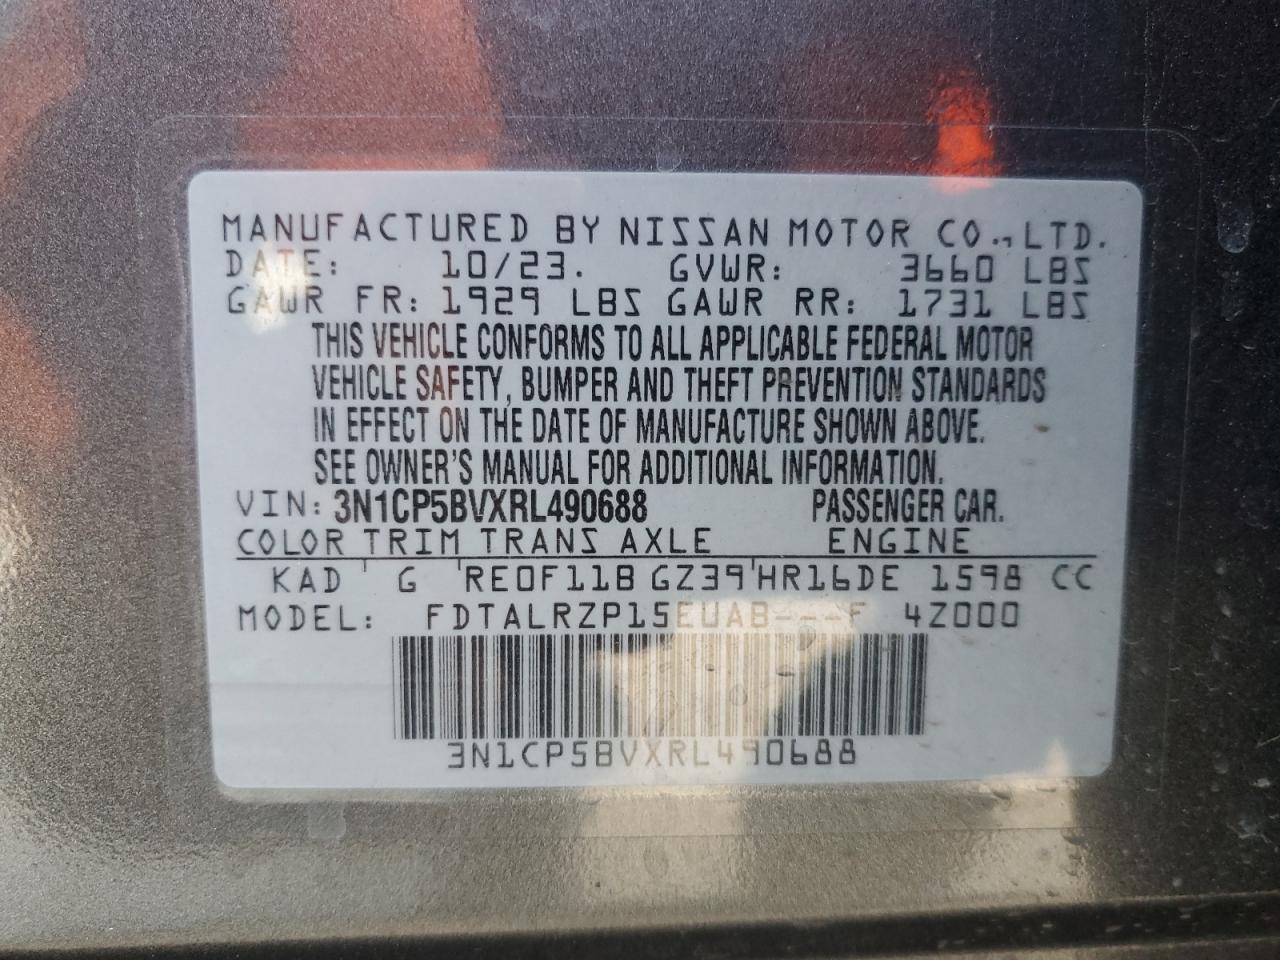 MANUFACTURED BY NISSAN MOTOR CO.,LTD.
DATE: 10/23. GVWR: 3660 LBS
GAWR FR: 1929 LBS GAWR RR: 1731 LBS
THIS VEHICLE CONFORMS TO ALL APPLICABLE FEDERAL MOTOR
VEHICLE SAFETY, BUMPER AND THEFT PREVENTION STANDARDS
IN EFFECT ON THE DATE OF MANUFACTURE SHOWN ABOVE.
SEE OWNER'S MANUAL FOR ADDITIONAL INFORMATION.
VIN: 3N1CP5BVXRL490688 PASSENGER CAR.
COLOR TRIM TRANS AXLE ENGINE
KAD G RE0F11B GZ39 HR16DE 1598 CC
MODEL: FDTALRZP15EUAB---F 4Z000
3N1CP5BVXRL490688